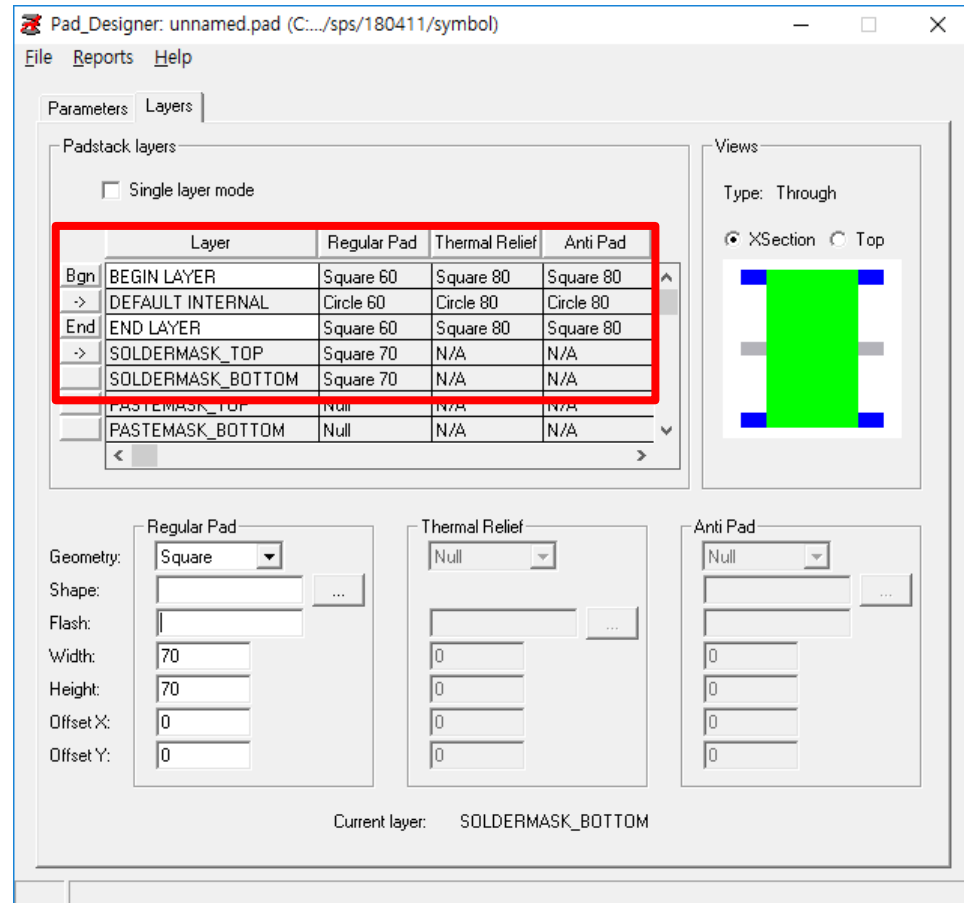 Pad_Designer: unnamed.pad (C:.../sps/180411/symbol)
File Reports Help
Parameters Layers
Padstack layers
Single layer mode
Layer Regular Pad Thermal Relief Anti Pad
Bgn BEGIN LAYER Square 60 Square 80 Square 80
-> DEFAULT INTERNAL Circle 60 Circle 80 Circle 80
End END LAYER Square 60 Square 80 Square 80
-> SOLDERMASK_TOP Square 70 N/A N/A
SOLDERMASK_BOTTOM Square 70 N/A N/A
PASTEMASK_TOP Null N/A N/A
PASTEMASK_BOTTOM Null N/A N/A
Views
Type: Through
XSection Top
Regular Pad Thermal Relief Anti Pad
Geometry: Square Null Null
Shape: ... ...
Flash: ...
Width: 70 0 0
Height: 70 0 0
Offset X: 0 0 0
Offset Y: 0 0 0
Current layer: SOLDERMASK_BOTTOM